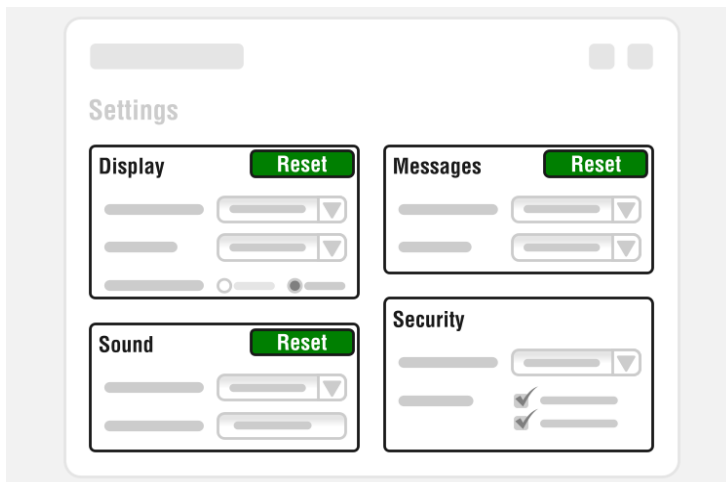 Settings
Display Reset
Messages Reset
Sound Reset
Security